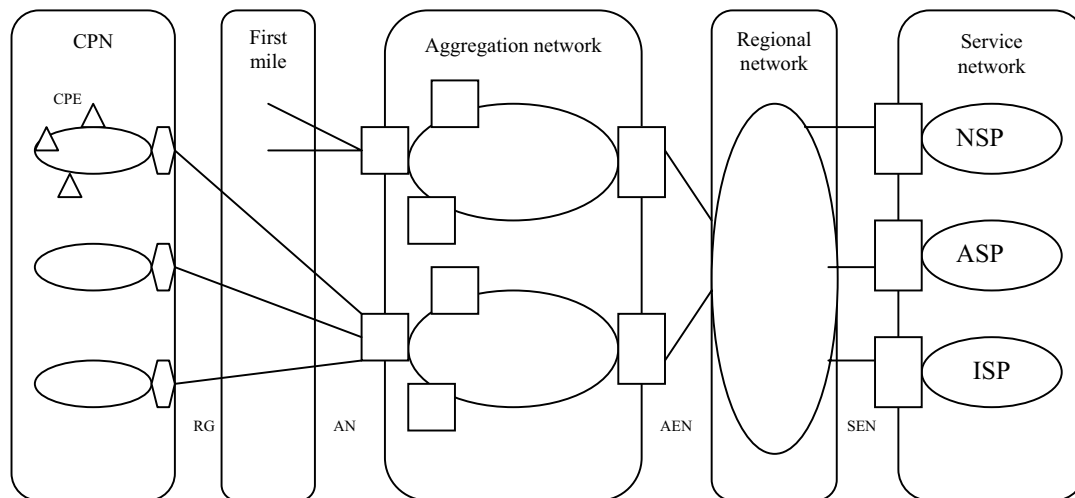 CPN
First
mile
Aggregation network
Regional
network
Service
network
CPE
NSP
ASP
ISP
RG
AN
AEN
SEN